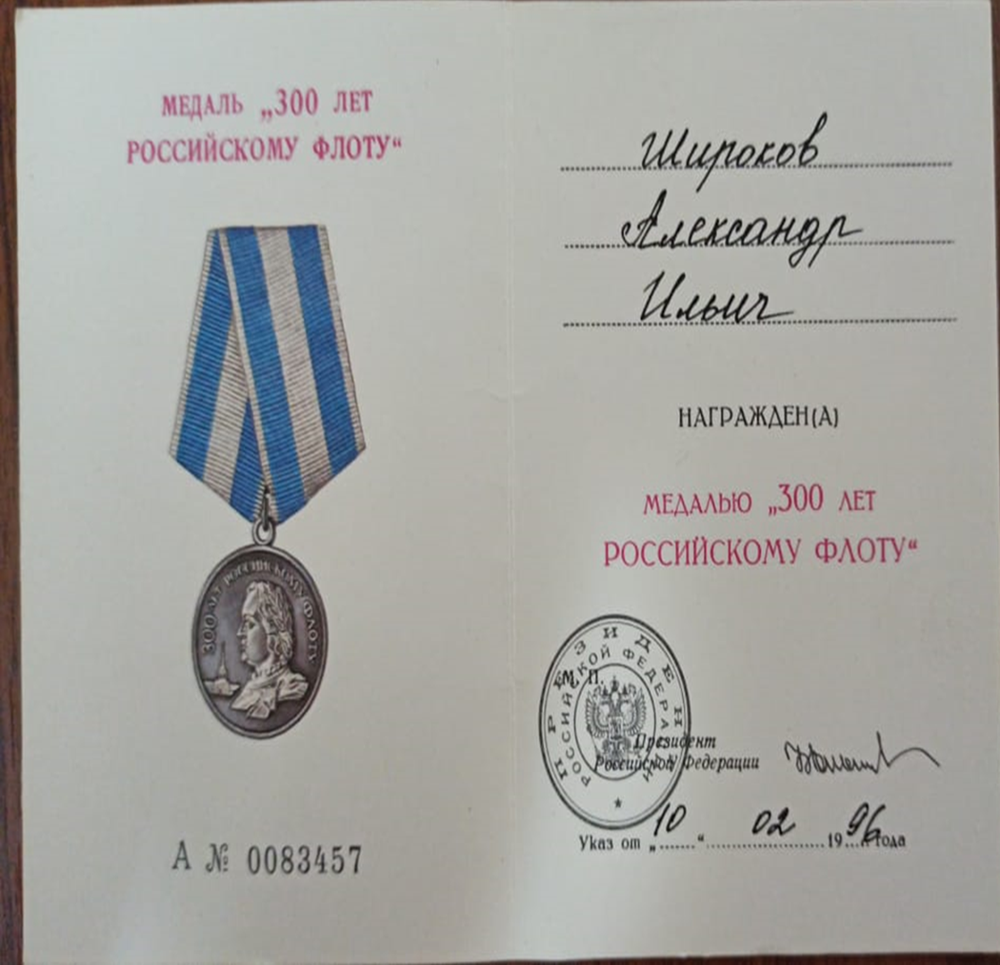 МЕДАЛЬ „300 ЛЕТ
РОССИЙСКОМУ ФЛОТУ“
300 ЛЕТ РОССИЙСКОМУ ФЛОТУ
А № 0083457
Широков
Александр
Ильич
НАГРАЖДЕН(А)
МЕДАЛЬЮ „300 ЛЕТ
РОССИЙСКОМУ ФЛОТУ“
ПРЕЗИДЕНТ
РОССИЙСКОЙ ФЕДЕРАЦИИ
М. П.
Президент
Российской Федерации
Указ от „10“ 02 1996 года